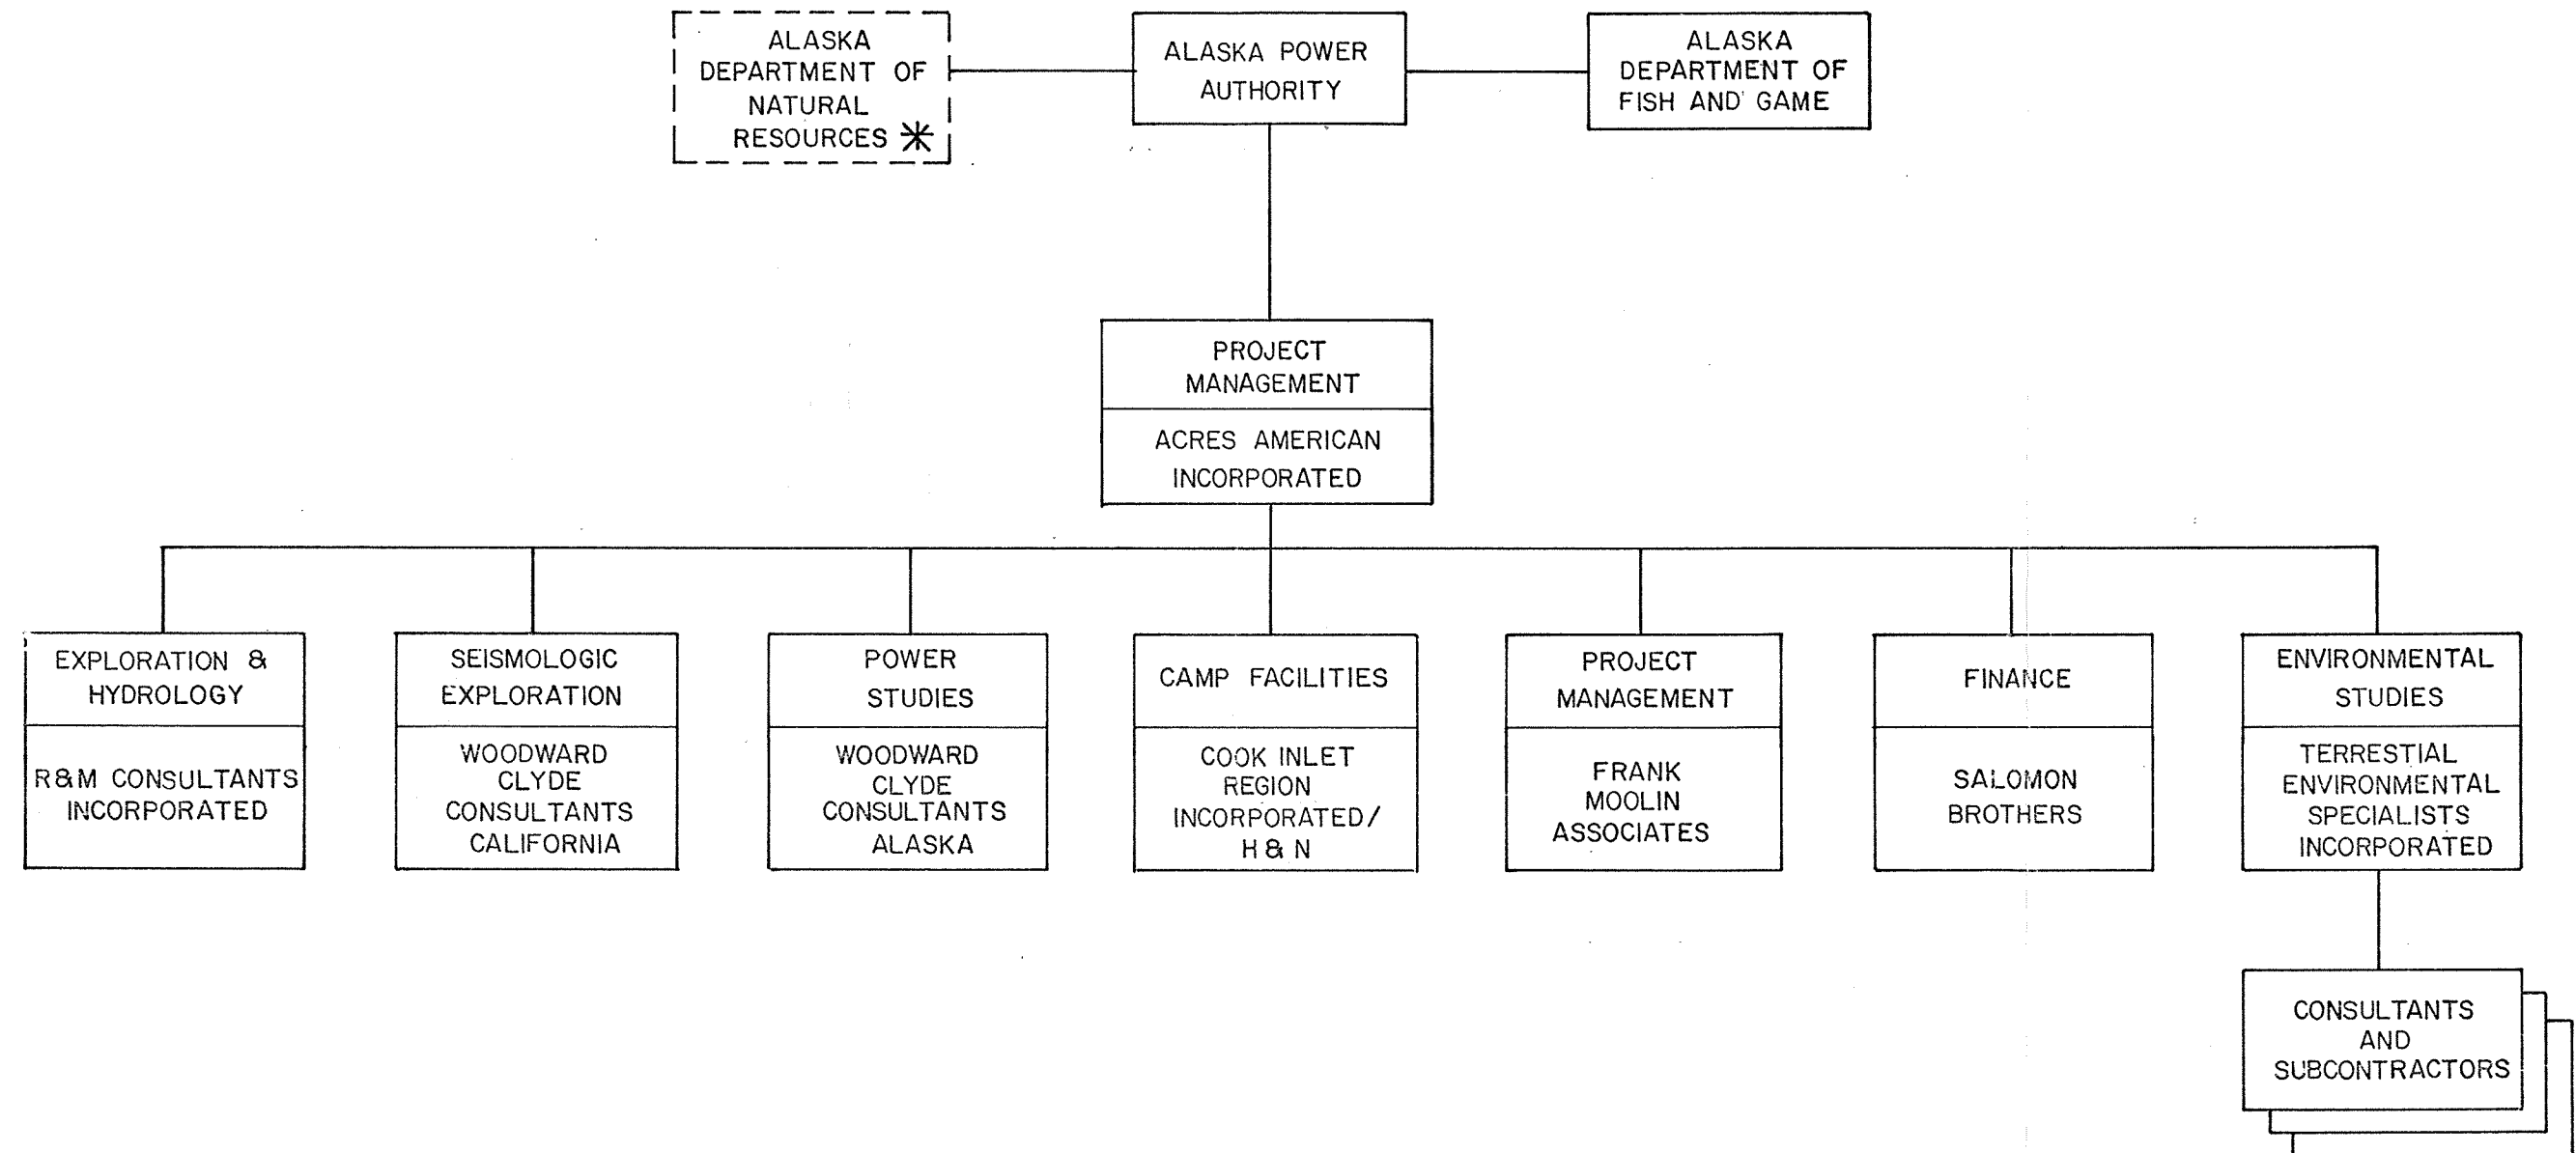 ALASKA
DEPARTMENT OF
NATURAL
RESOURCES *
ALASKA POWER
AUTHORITY
ALASKA
DEPARTMENT OF
FISH AND GAME
PROJECT
MANAGEMENT
ACRES AMERICAN
INCORPORATED
EXPLORATION &
HYDROLOGY
R&M CONSULTANTS
INCORPORATED
SEISMOLOGIC
EXPLORATION
WOODWARD
CLYDE
CONSULTANTS
CALIFORNIA
POWER
STUDIES
WOODWARD
CLYDE
CONSULTANTS
ALASKA
CAMP FACILITIES
COOK INLET
REGION
INCORPORATED/
H & N
PROJECT
MANAGEMENT
FRANK
MOOLIN
ASSOCIATES
FINANCE
SALOMON
BROTHERS
ENVIRONMENTAL
STUDIES
TERRESTIAL
ENVIRONMENTAL
SPECIALISTS
INCORPORATED
CONSULTANTS
AND
SUBCONTRACTORS